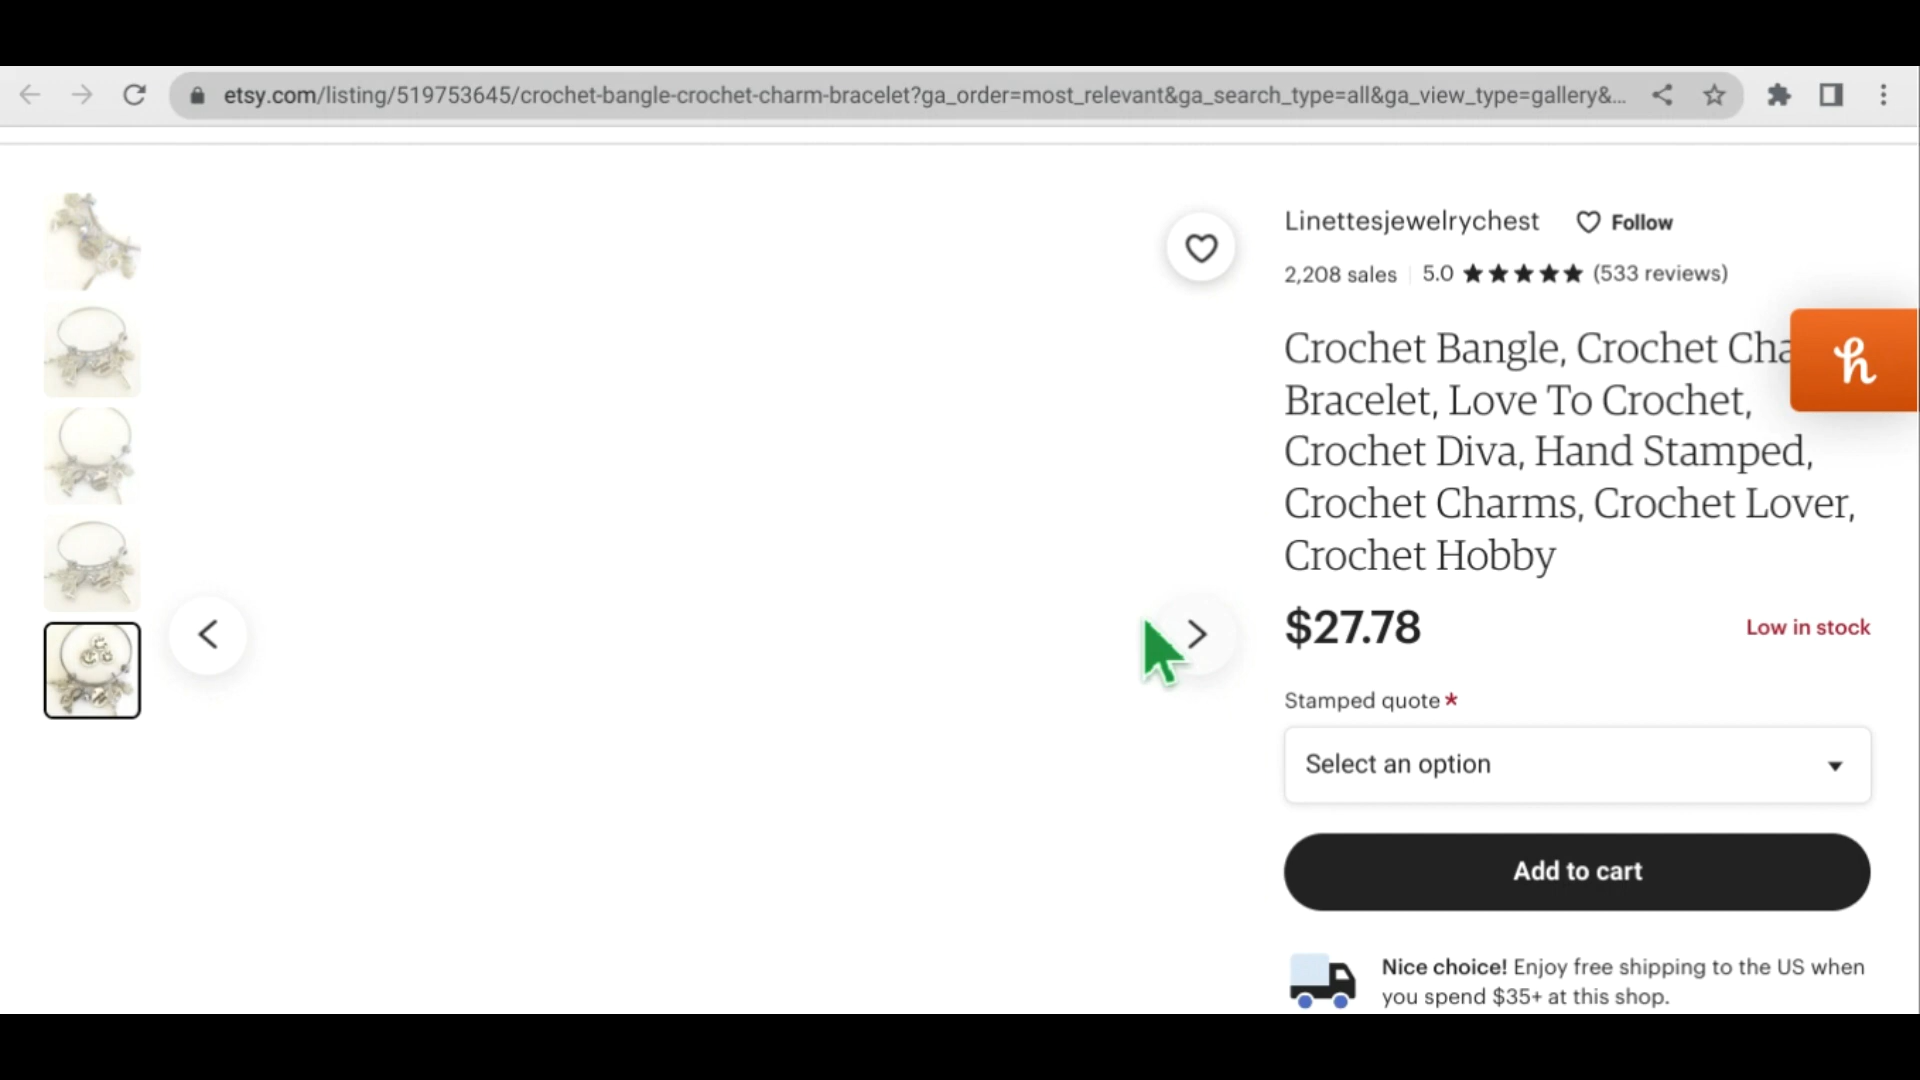 etsy.com/listing/519753645/crochet-bangle-crochet-charm-bracelet?ga_order=most_relevant&ga_search_type=all&ga_view_type=gallery&...
Linettesjewelrychest Follow
2,208 sales 5.0 ★★★★★ (533 reviews)
Crochet Bangle, Crochet Cha
Bracelet, Love To Crochet,
Crochet Diva, Hand Stamped,
Crochet Charms, Crochet Lover,
Crochet Hobby
$27.78 Low in stock
Stamped quote *
Select an option
Add to cart
Nice choice! Enjoy free shipping to the US when
you spend $35+ at this shop.